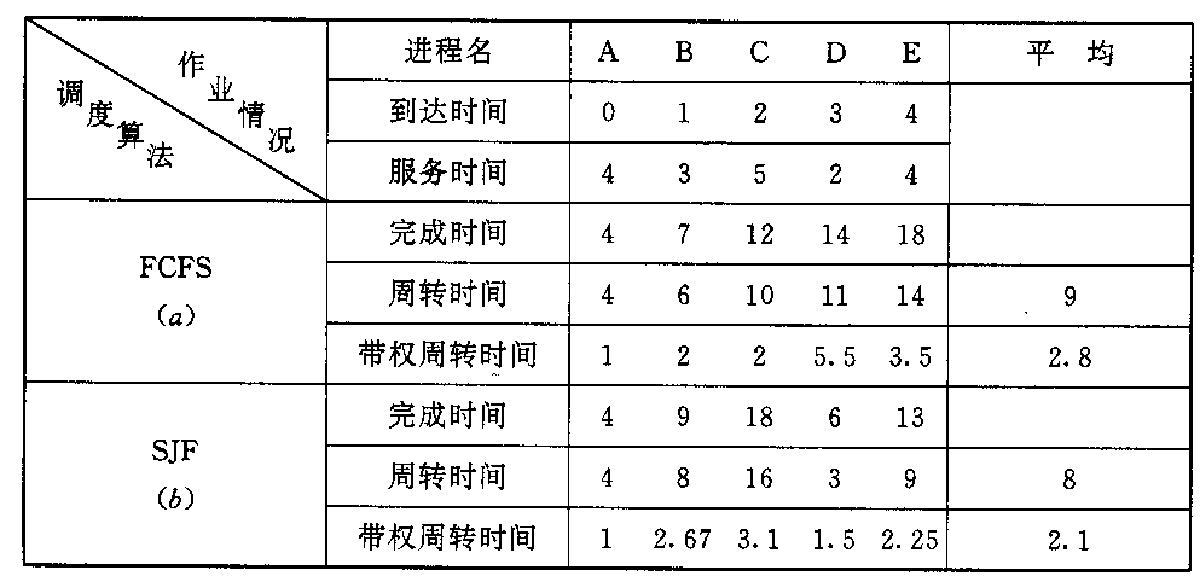 作业情况
调度算法
进程名 A B C D E 平 均
到达时间 0 1 2 3 4
服务时间 4 3 5 2 4
FCFS
(a)
完成时间 4 7 12 14 18
周转时间 4 6 10 11 14 9
带权周转时间 1 2 2 5.5 3.5 2.8
SJF
(b)
完成时间 4 9 18 6 13
周转时间 4 8 16 3 9 8
带权周转时间 1 2.67 3.1 1.5 2.25 2.1